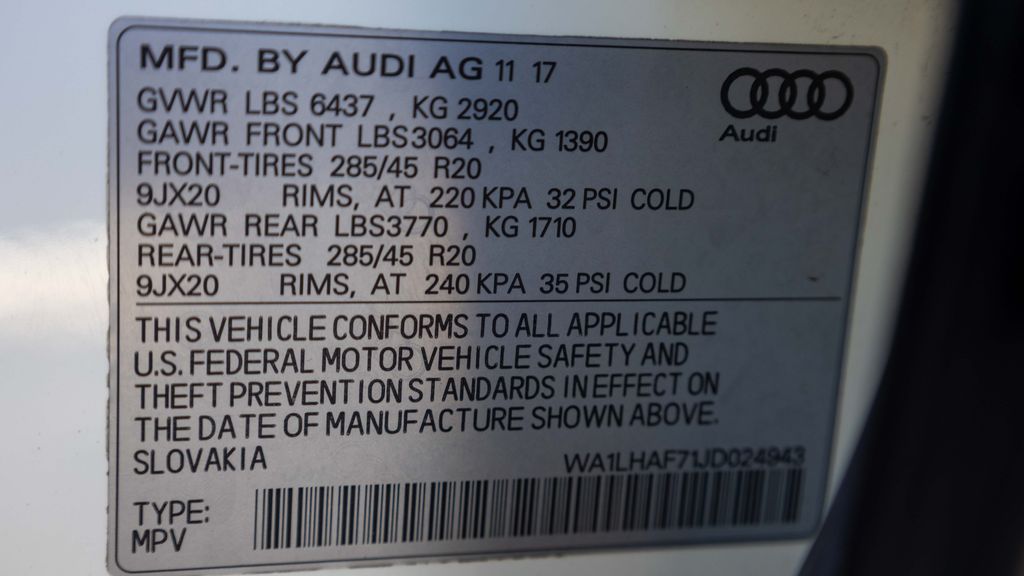 MFD. BY AUDI AG 11 17
GVWR LBS 6437 , KG 2920
GAWR FRONT LBS3064 , KG 1390
FRONT-TIRES 285/45 R20
9JX20 RIMS, AT 220 KPA 32 PSI COLD
GAWR REAR LBS3770 , KG 1710
REAR-TIRES 285/45 R20
9JX20 RIMS, AT 240 KPA 35 PSI COLD
Audi
THIS VEHICLE CONFORMS TO ALL APPLICABLE
U.S. FEDERAL MOTOR VEHICLE SAFETY AND
THEFT PREVENTION STANDARDS IN EFFECT ON
THE DATE OF MANUFACTURE SHOWN ABOVE.
SLOVAKIA
WA1LHAF71JD024943
TYPE:
MPV